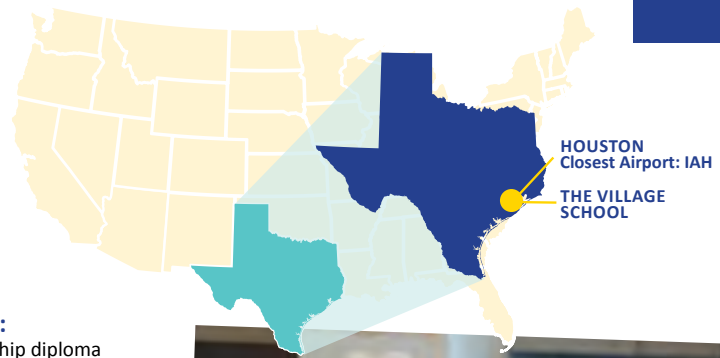 HOUSTON
Closest Airport: IAH
THE VILLAGE
SCHOOL
:
hip diploma